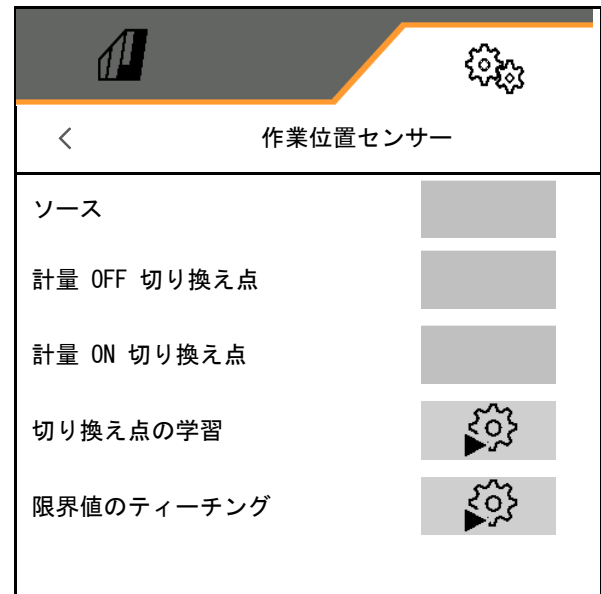 作業位置センサー
ソース
計量 OFF 切り換え点
計量 ON 切り換え点
切り換え点の学習
限界値のティーチング